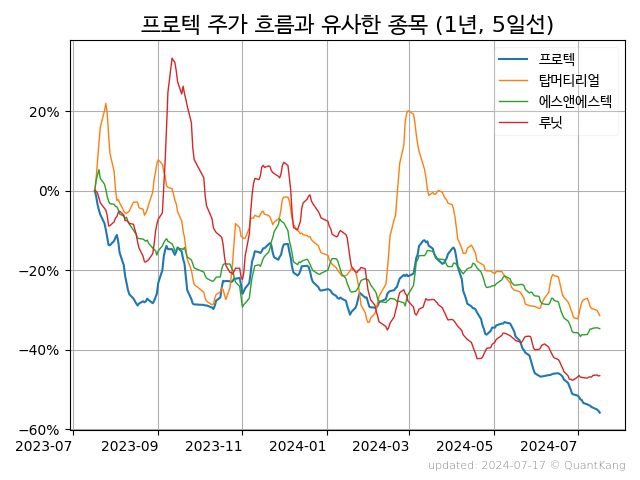 프로텍 주가 흐름과 유사한 종목 (1년, 5일선)
프로텍
탑머티리얼
에스앤에스텍
루닛
20%
0%
−20%
−40%
−60%
2023-07 2023-09 2023-11 2024-01 2024-03 2024-05 2024-07
updated: 2024-07-17 © QuantKang